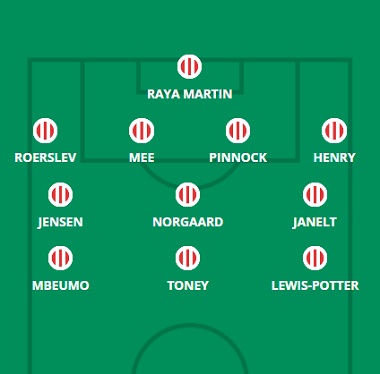 RAYA MARTIN
ROERSLEV MEE PINNOCK HENRY
JENSEN NORGAARD JANELT
MBEUMO TONEY LEWIS-POTTER